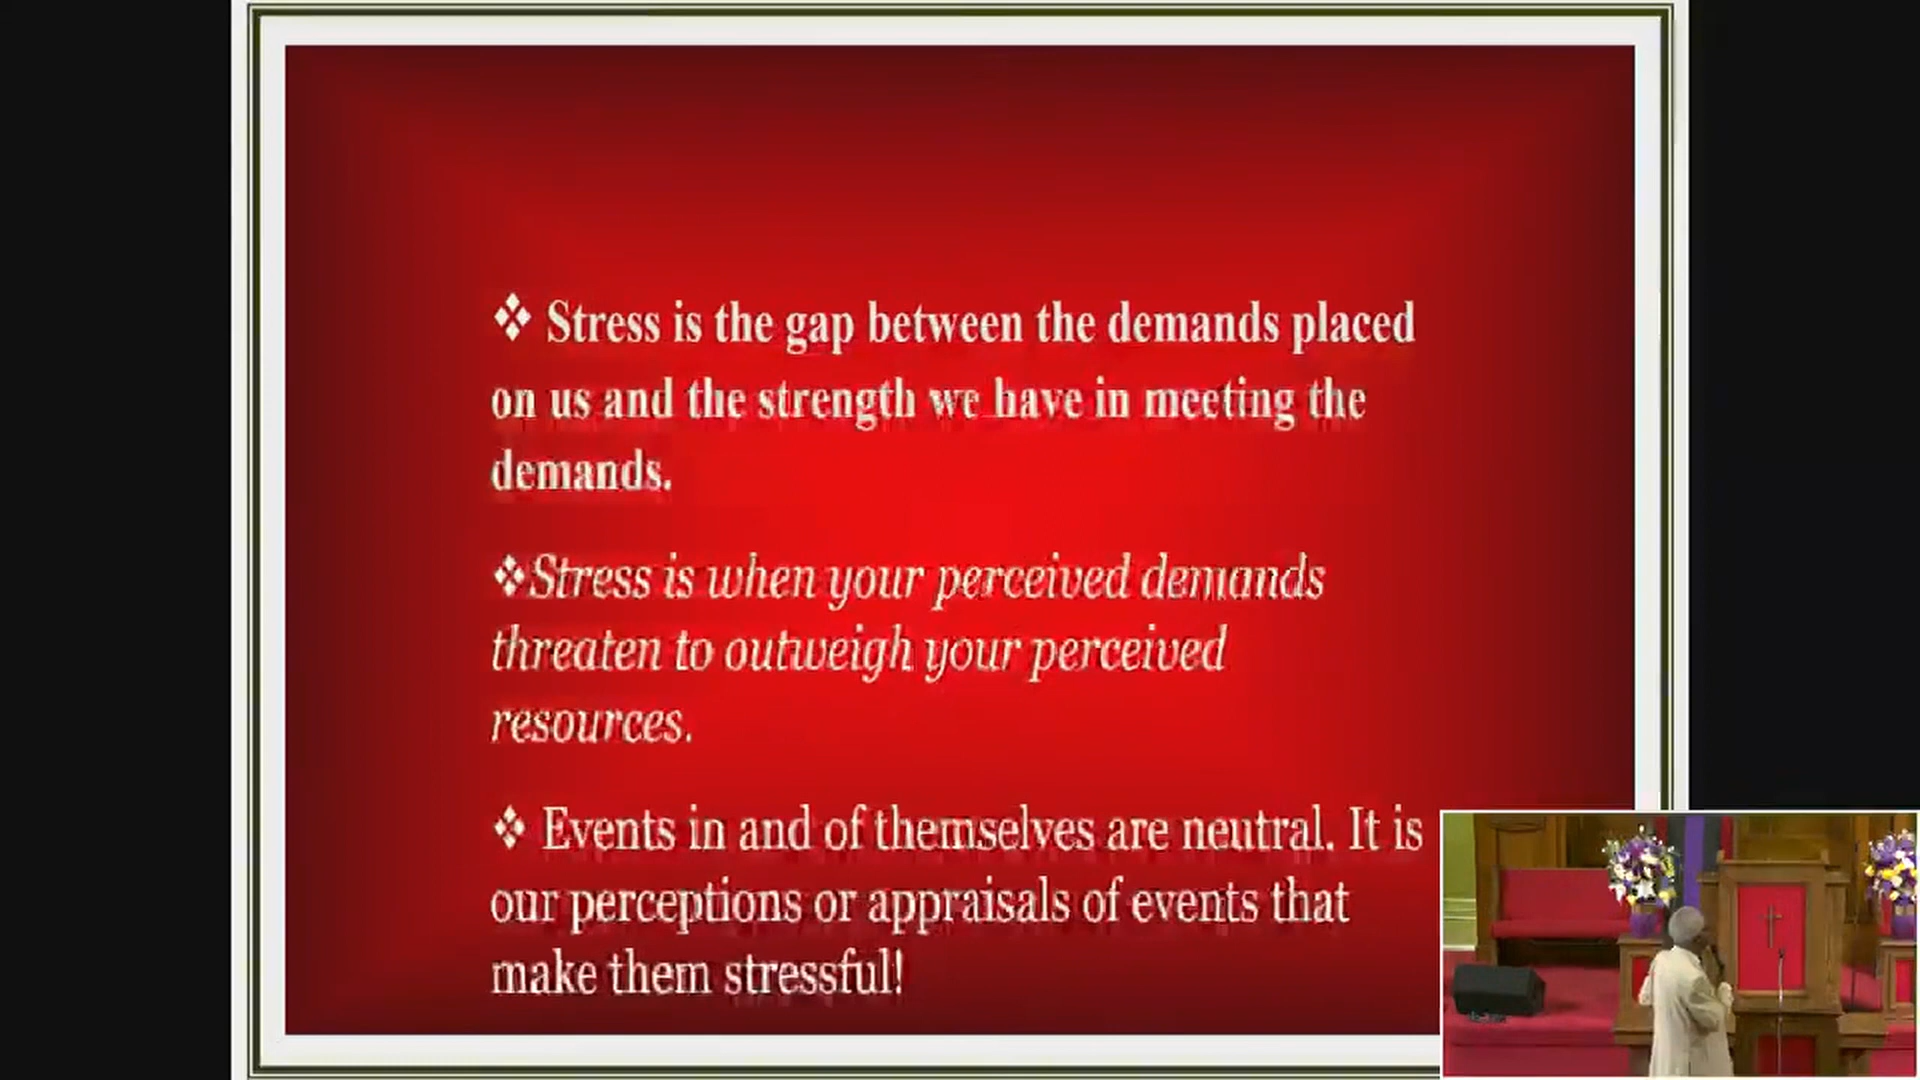 ❖ Stress is the gap between the demands placed
on us and the strength we have in meeting the
demands.
❖Stress is when your perceived demands
threaten to outweigh your perceived
resources.
❖ Events in and of themselves are neutral. It is
our perceptions or appraisals of events that
make them stressful!